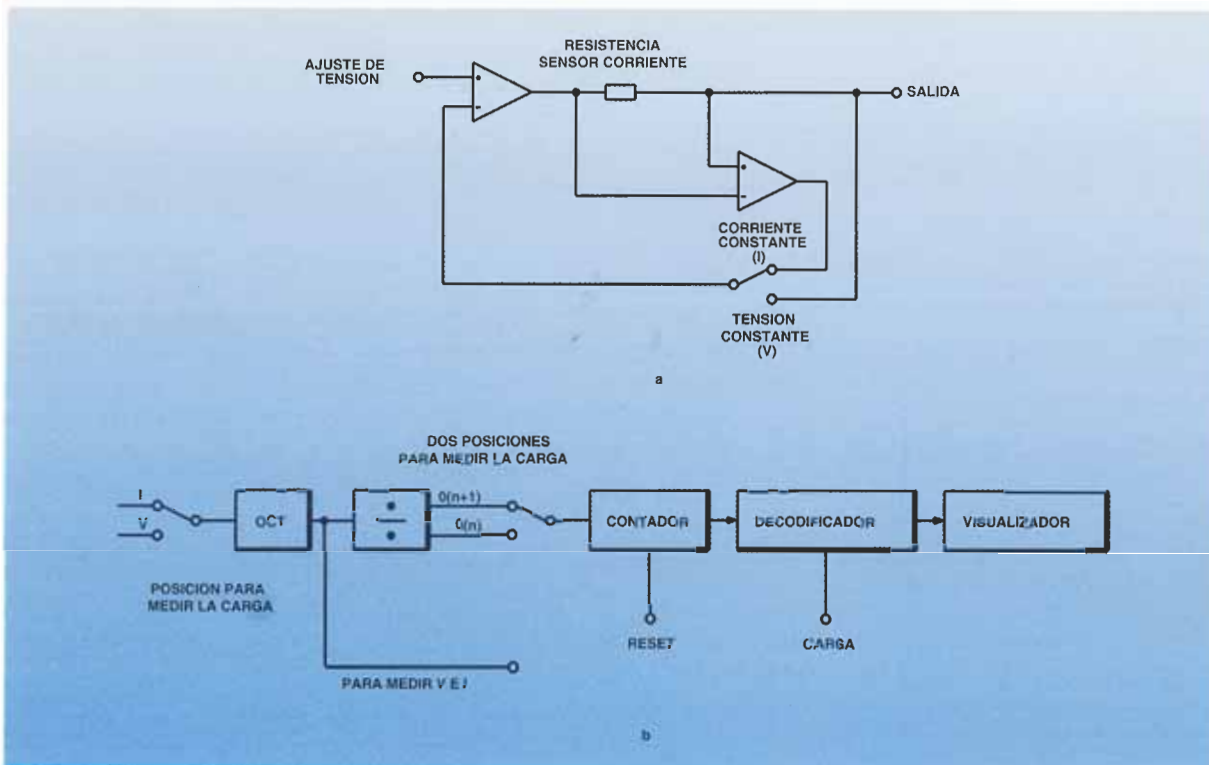 RESISTENCIA
SENSOR CORRIENTE
AJUSTE DE
TENSION
SALIDA
CORRIENTE
CONSTANTE
(I)
TENSION
CONSTANTE
(V)
a
DOS POSICIONES
PARA MEDIR LA CARGA
I
V
OCT
0(n+1)
0(n)
CONTADOR
DECODIFICADOR
VISUALIZADOR
POSICION PARA
MEDIR LA CARGA
RESET
CARGA
PARA MEDIR V E I
b